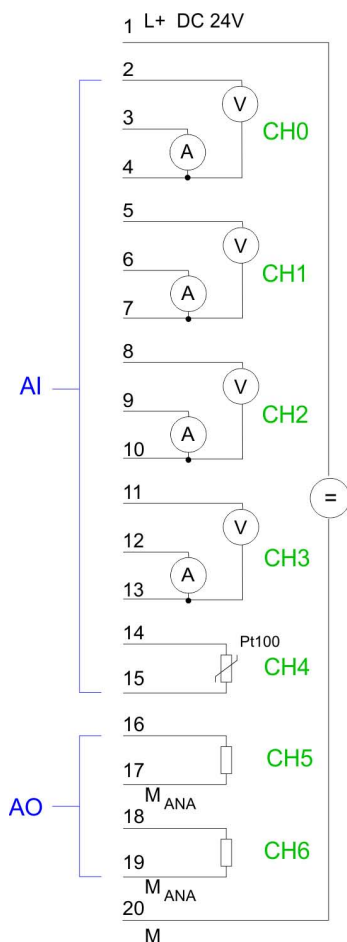 1 L+ DC 24V
2
V
CH0
3
A
4
5
V
6
CH1
A
7
8
V
AI
9
CH2
A
10
11
=
V
12
CH3
A
13
14
Pt100
CH4
15
16
CH5
17
M ANA
AO
18
CH6
19
M ANA
20
M